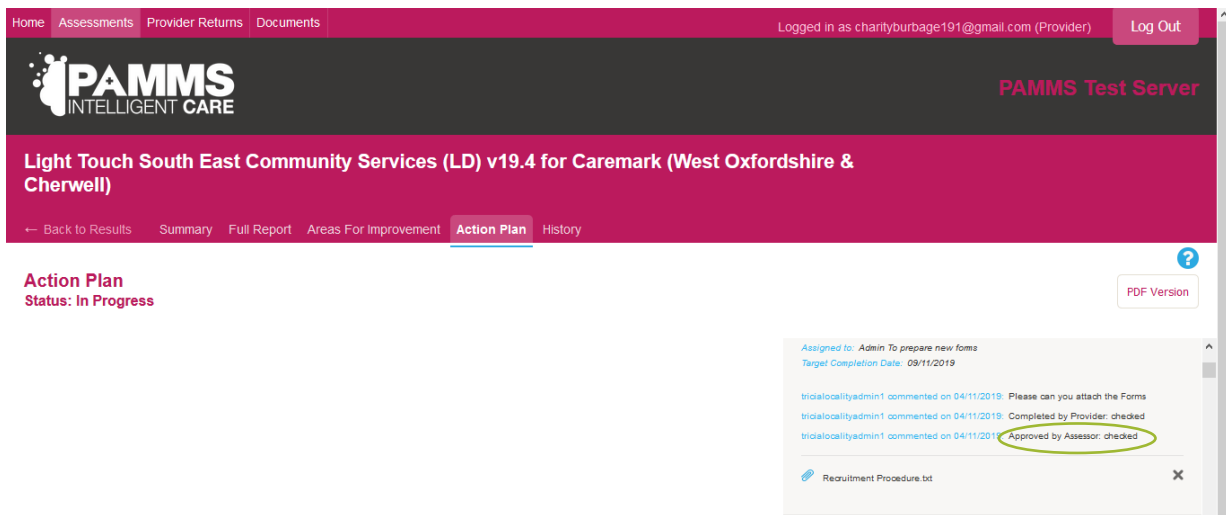 Home Assessments Provider Returns Documents Logged in as charityburbage191@gmail.com (Provider) Log Out
PAMMS
INTELLIGENT CARE
PAMMS Test Server
Light Touch South East Community Services (LD) v19.4 for Caremark (West Oxfordshire &
Cherwell)
← Back to Results Summary Full Report Areas For Improvement Action Plan History
?
Action Plan
Status: In Progress
PDF Version
Assigned to: Admin To prepare new forms
Target Completion Date: 09/11/2019
tricialocalityadmin1 commented on 04/11/2019: Please can you attach the Forms
tricialocalityadmin1 commented on 04/11/2019: Completed by Provider: checked
tricialocalityadmin1 commented on 04/11/2019: Approved by Assessor: checked
Recruitment Procedure.txt